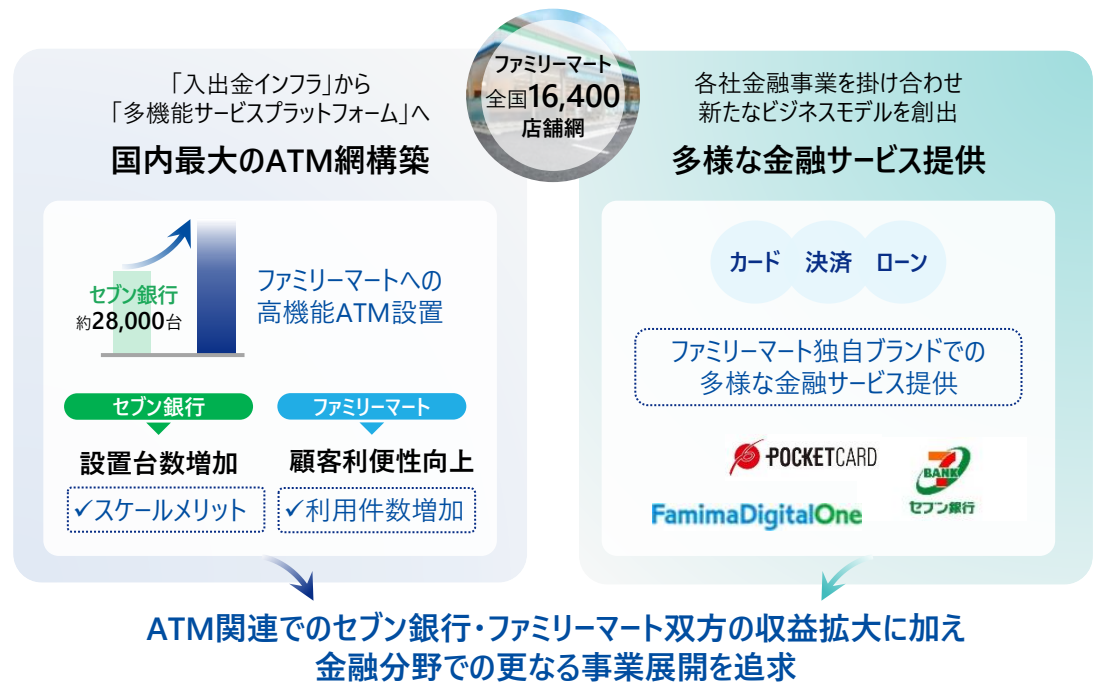 ファミリーマート
全国16,400
店舗網
「入出金インフラ」から
「多機能サービスプラットフォーム」へ
国内最大のATM網構築
セブン銀行
約28,000台
ファミリーマートへの
高機能ATM設置
セブン銀行
設置台数増加
✓スケールメリット
ファミリーマート
顧客利便性向上
✓利用件数増加
各社金融事業を掛け合わせ
新たなビジネスモデルを創出
多様な金融サービス提供
カード 決済 ローン
ファミリーマート独自ブランドでの
多様な金融サービス提供
POCKETCARD
FamimaDigitalOne
7
BANK
セブン銀行
ATM関連でのセブン銀行・ファミリーマート双方の収益拡大に加え
金融分野での更なる事業展開を追求